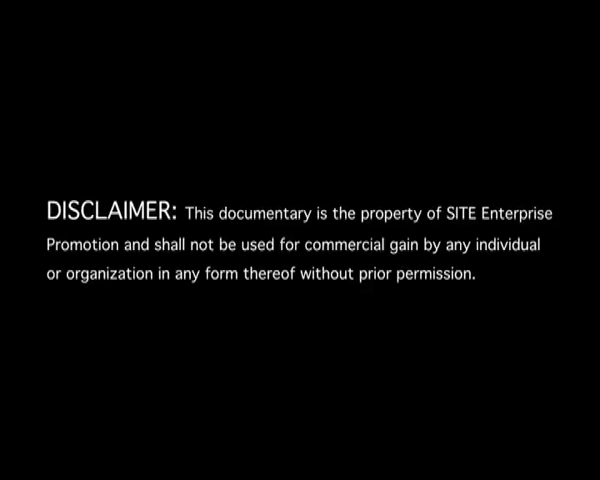 DISCLAIMER: This documentary is the property of SITE Enterprise
Promotion and shall not be used for commercial gain by any individual
or organization in any form thereof without prior permission.